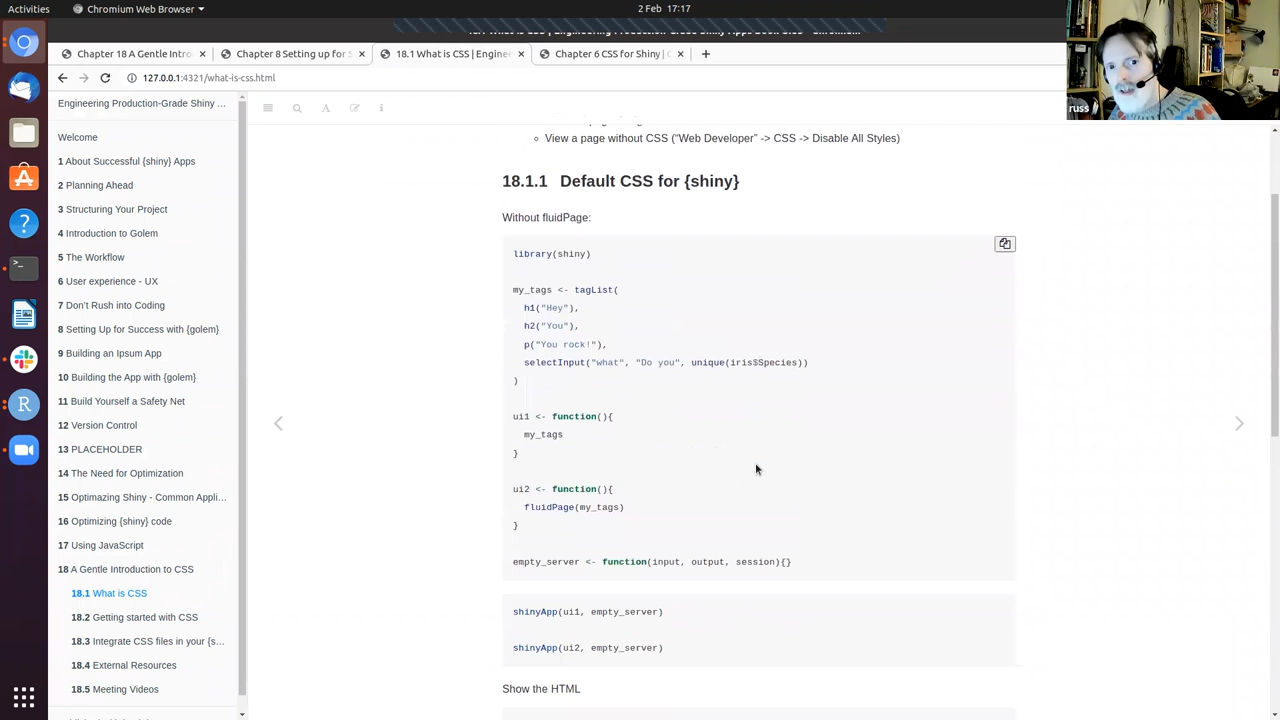 Activities
Chromium Web Browser
2 Feb 17:17
Chapter 18 A Gentle Intro
Chapter 8 Setting up for S
18.1 What is CSS | Engine
Chapter 6 CSS for Shiny | C
127.0.0.1:4321/what-is-css.html
russ
Engineering Production-Grade Shiny ...
Welcome
1 About Successful {shiny} Apps
2 Planning Ahead
3 Structuring Your Project
4 Introduction to Golem
5 The Workflow
6 User experience - UX
7 Don't Rush into Coding
8 Setting Up for Success with {golem}
9 Building an Ipsum App
10 Building the App with {golem}
11 Build Yourself a Safety Net
12 Version Control
13 PLACEHOLDER
14 The Need for Optimization
15 Optimazing Shiny - Common Appli...
16 Optimizing {shiny} code
17 Using JavaScript
18 A Gentle Introduction to CSS
18.1 What is CSS
18.2 Getting started with CSS
18.3 Integrate CSS files in your {s...
18.4 External Resources
18.5 Meeting Videos
View a page without CSS ("Web Developer" -> CSS -> Disable All Styles)
18.1.1 Default CSS for {shiny}
Without fluidPage:
library(shiny)
my_tags <- tagList(
h1("Hey"),
h2("You"),
p("You rock!"),
selectInput("what", "Do you", unique(iris$Species))
)
ui1 <- function(){
my_tags
}
ui2 <- function(){
fluidPage(my_tags)
}
empty_server <- function(input, output, session){}
shinyApp(ui1, empty_server)
shinyApp(ui2, empty_server)
Show the HTML